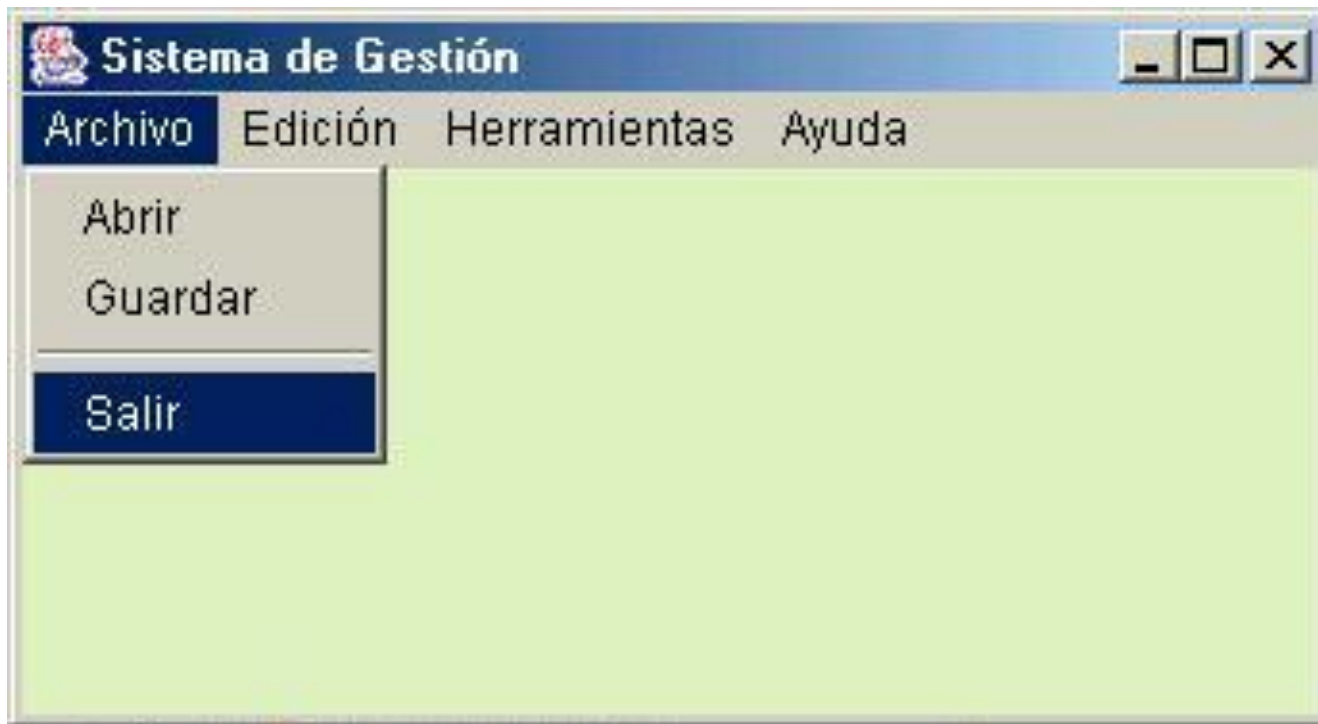 Sistema de Gestión
Archivo Edición Herramientas Ayuda
Abrir
Guardar
Salir